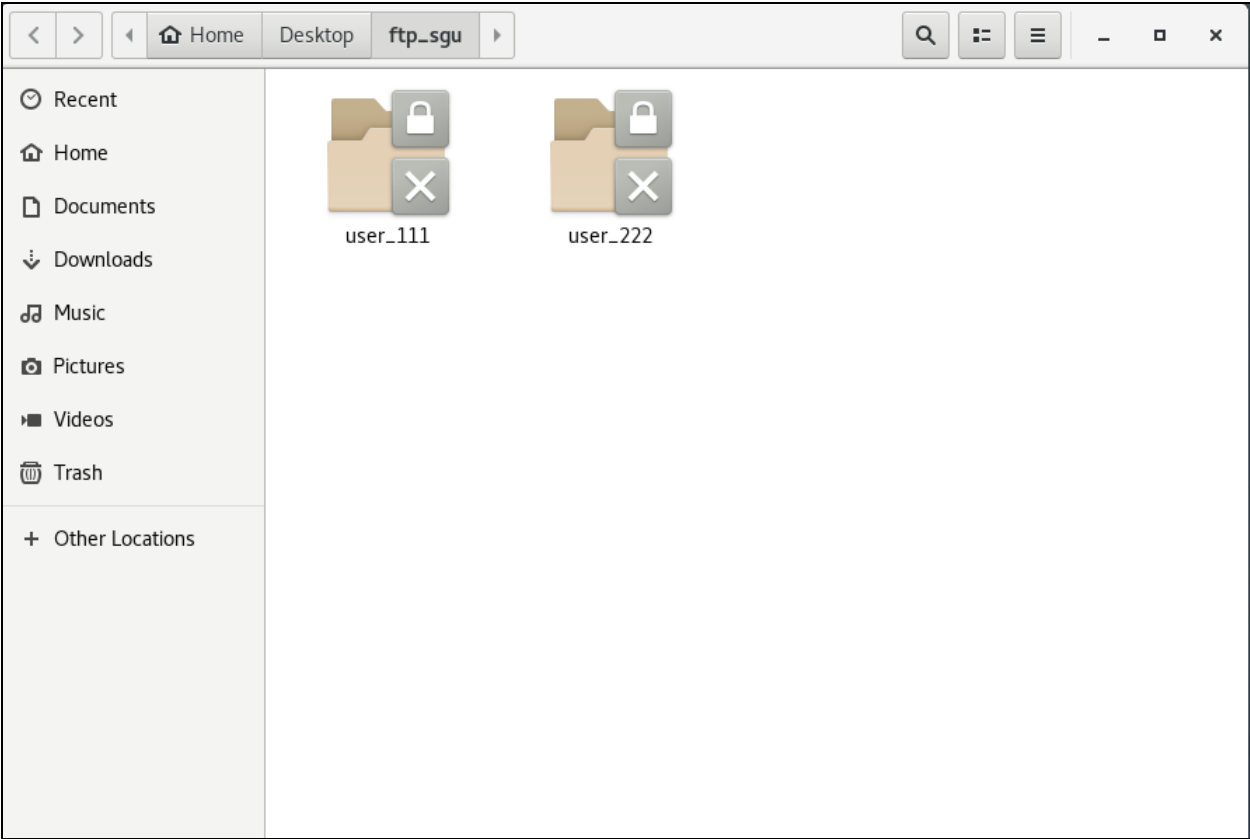 Home Desktop ftp_sgu
Recent
Home
Documents
Downloads
Music
Pictures
Videos
Trash
Other Locations
user_111 user_222